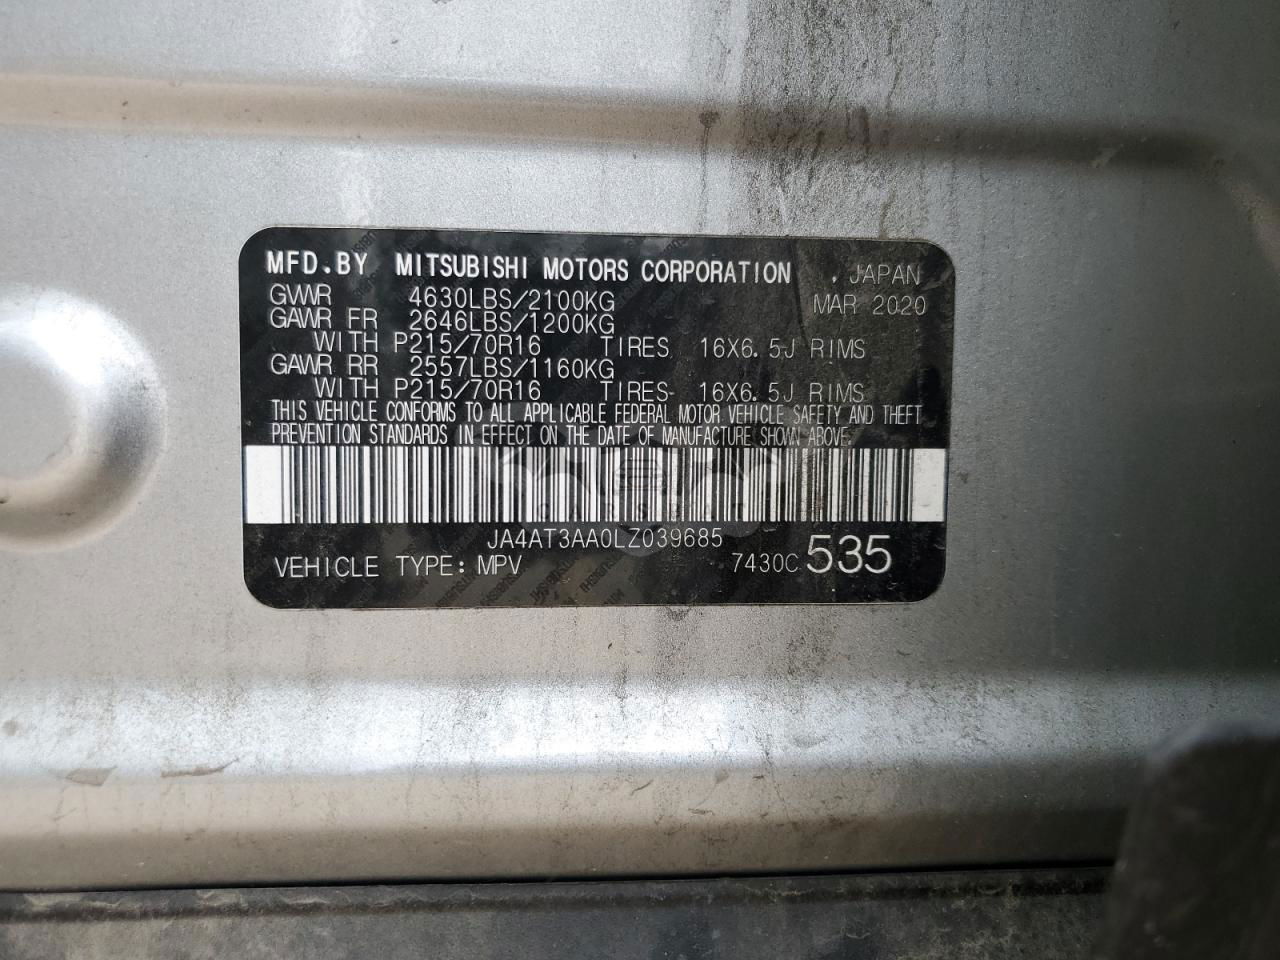 MFD.BY MITSUBISHI MOTORS CORPORATION , JAPAN
GVWR 4630LBS/2100KG MAR 2020
GAWR FR 2646LBS/1200KG
WITH P215/70R16 TIRES, 16X6.5J RIMS
GAWR RR 2557LBS/1160KG
WITH P215/70R16 TIRES, 16X6.5J RIMS
THIS VEHICLE CONFORMS TO ALL APPLICABLE FEDERAL MOTOR VEHICLE SAFETY AND THEFT
PREVENTION STANDARDS IN EFFECT ON THE DATE OF MANUFACTURE SHOWN ABOVE.
JA4AT3AA0LZ039685
VEHICLE TYPE: MPV 7430C 535